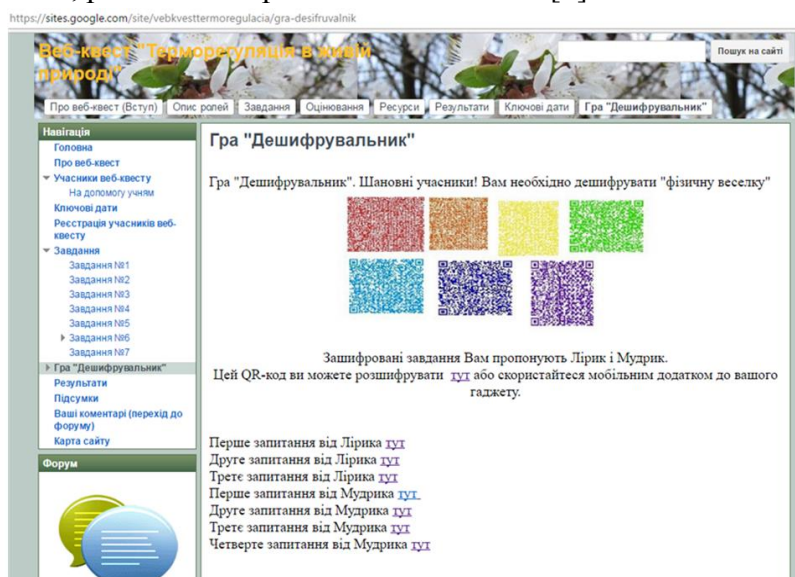 https://sites.google.com/site/vebkvesttermoregulacia/gra-desifruvalnik
Веб-квест "Терморегуляція в живій
природі"
Пошук на сайті
Про веб-квест (Вступ) Опис ролей Завдання Оцінювання Ресурси Результати Ключові дати Гра "Дешифрувальник"
Навігація
Головна
Про веб-квест
Учасники веб-квесту
На допомогу учням
Ключові дати
Реєстрація учасників веб-
квесту
Завдання
Завдання №1
Завдання №2
Завдання №3
Завдання №4
Завдання №5
Завдання №6
Завдання №7
Гра "Дешифрувальник"
Результати
Підсумки
Ваші коментарі (перехід до
форуму)
Карта сайту
Форум
Гра "Дешифрувальник"
Гра "Дешифрувальник". Шановні учасники! Вам необхідно дешифрувати "фізичну веселку"
Зашифровані завдання Вам пропонують Лірик і Мудрик.
Цей QR-код ви можете розшифрувати тут або скористайтеся мобільним додатком до вашого
гаджету.
Перше запитання від Лірика тут
Друге запитання від Лірика тут
Третє запитання від Лірика тут
Перше запитання від Мудрика тут
Друге запитання від Мудрика тут
Третє запитання від Мудрика тут
Четверте запитання від Мудрика тут